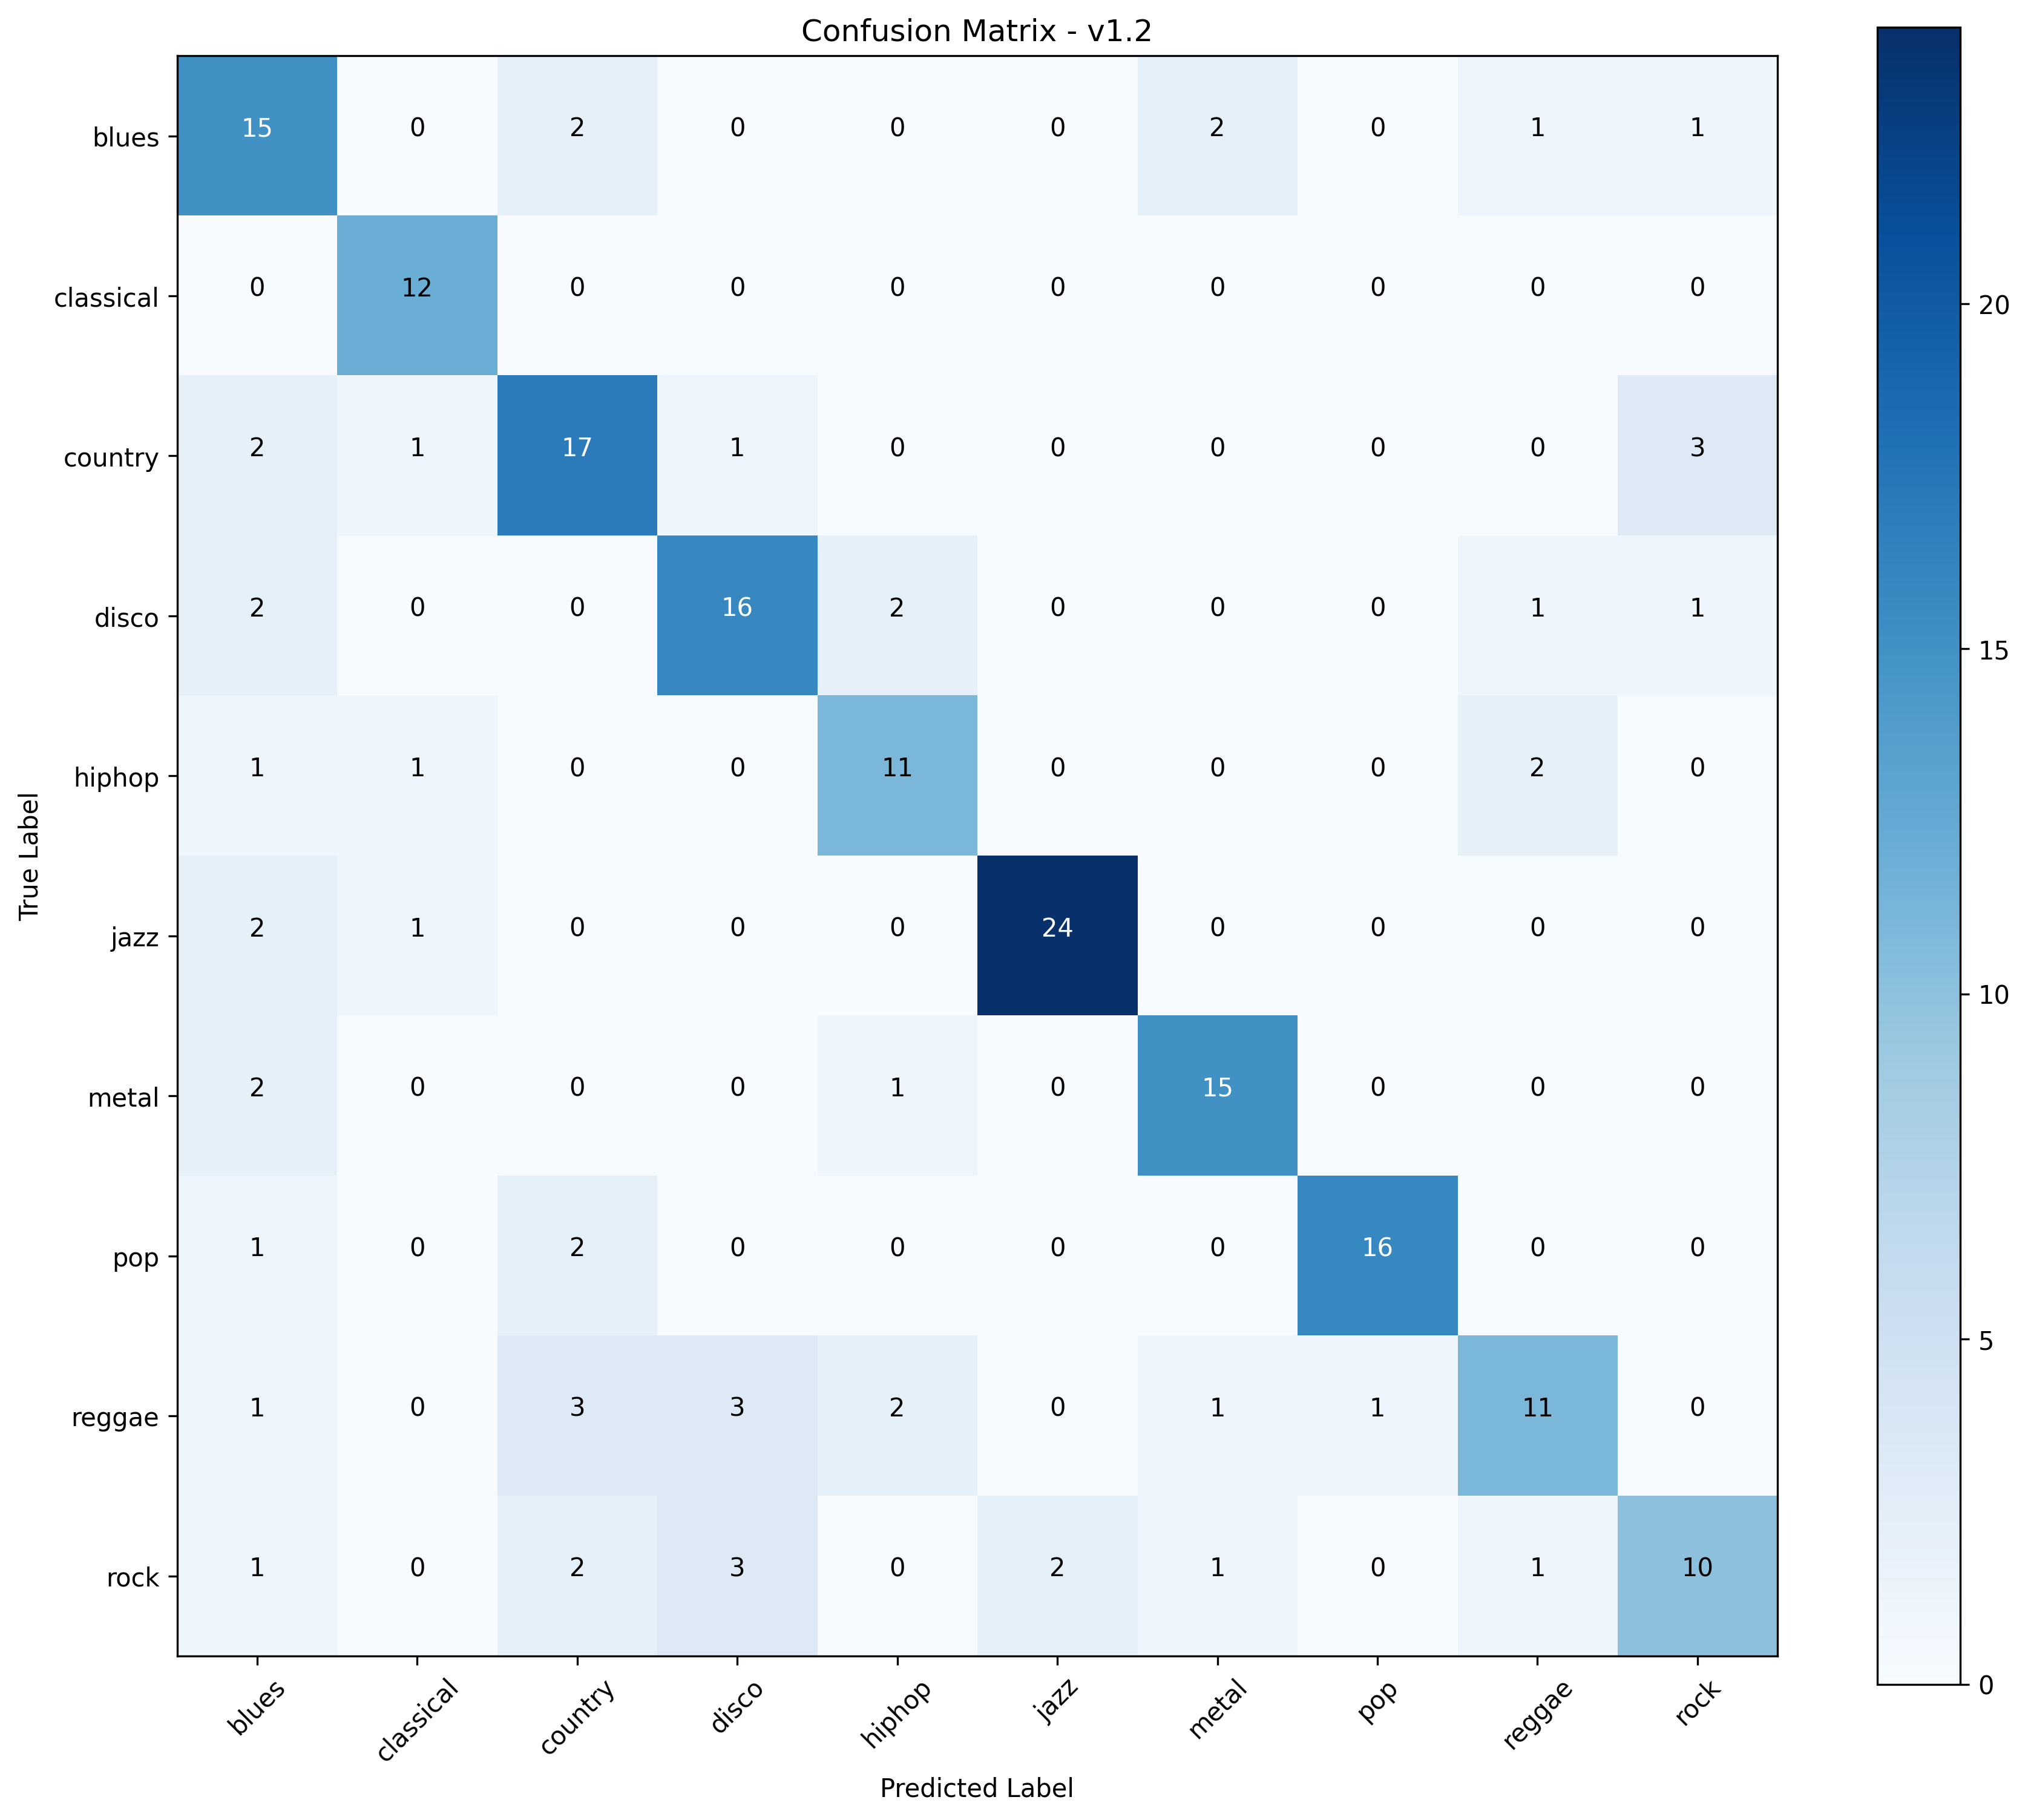 Confusion Matrix - v1.2
blues 15 0 2 0 0 0 2 0 1 1
classical 0 12 0 0 0 0 0 0 0 0
country 2 1 17 1 0 0 0 0 0 3
disco 2 0 0 16 2 0 0 0 1 1
hiphop 1 1 0 0 11 0 0 0 2 0
jazz 2 1 0 0 0 24 0 0 0 0
metal 2 0 0 0 1 0 15 0 0 0
pop 1 0 2 0 0 0 0 16 0 0
reggae 1 0 3 3 2 0 1 1 11 0
rock 1 0 2 3 0 2 1 0 1 10
blues classical country disco hiphop jazz metal pop reggae rock
Predicted Label
True Label
20
15
10
5
0